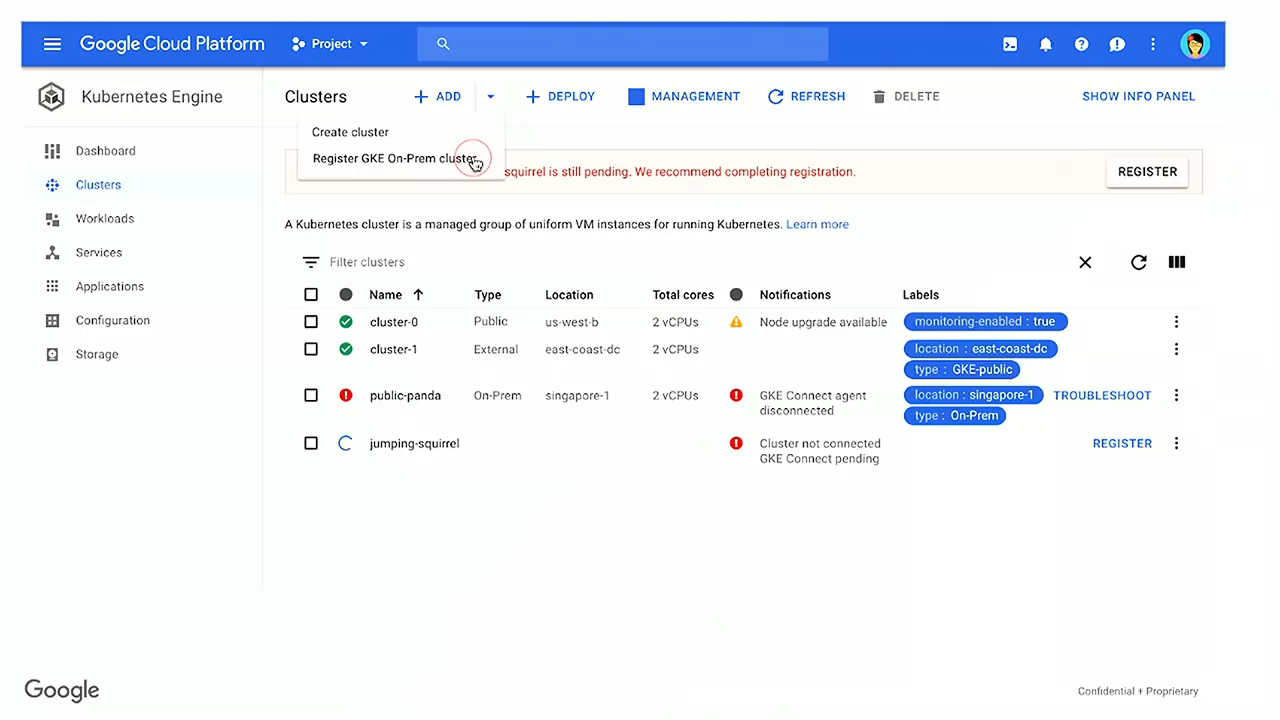 Google Cloud Platform
Project
Kubernetes Engine
Clusters
ADD
DEPLOY
MANAGEMENT
REFRESH
DELETE
SHOW INFO PANEL
Create cluster
Register GKE On-Prem cluster
Dashboard
Clusters
Workloads
Services
Applications
Configuration
Storage
squirrel is still pending. We recommend completing registration.
REGISTER
A Kubernetes cluster is a managed group of uniform VM instances for running Kubernetes. Learn more
Filter clusters
Name Type Location Total cores Notifications Labels
cluster-0 Public us-west-b 2 vCPUs Node upgrade available monitoring-enabled : true
cluster-1 External east-coast-dc 2 vCPUs location : east-coast-dc
type : GKE-public
public-panda On-Prem singapore-1 2 vCPUs GKE Connect agent location : singapore-1 TROUBLESHOOT
disconnected type : On-Prem
jumping-squirrel Cluster not connected REGISTER
GKE Connect pending
Google
Confidential + Proprietary